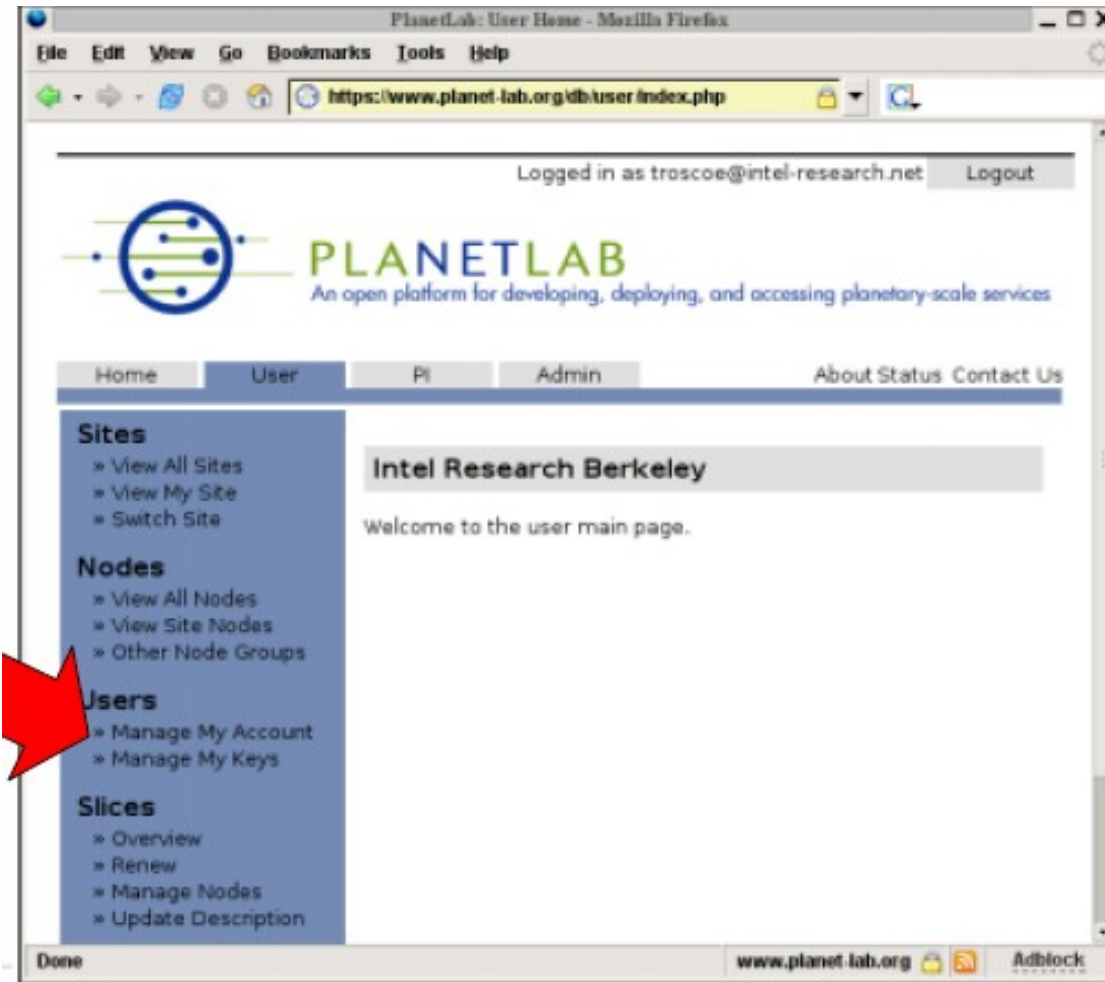 PlanetLab: User Home - Mozilla Firefox
File Edit View Go Bookmarks Tools Help
https://www.planet-lab.org/db/user/index.php
Logged in as troscoe@intel-research.net Logout
PLANETLAB
An open platform for developing, deploying, and accessing planetary-scale services
Home User PI Admin About Status Contact Us
Sites
» View All Sites
» View My Site
» Switch Site
Intel Research Berkeley
Welcome to the user main page.
Nodes
» View All Nodes
» View Site Nodes
» Other Node Groups
Users
» Manage My Account
» Manage My Keys
Slices
» Overview
» Renew
» Manage Nodes
» Update Description
Done www.planet-lab.org Adblock